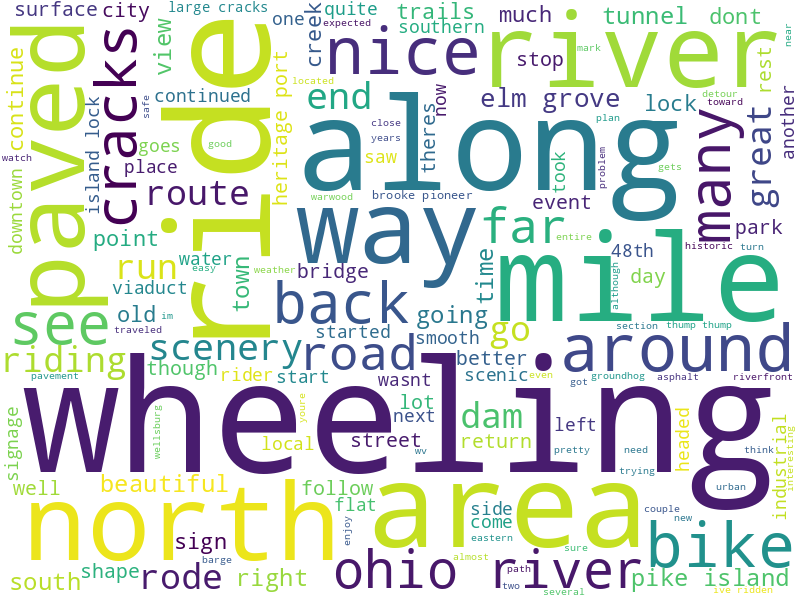 surface
city
large cracks
quite
trails
much
tunnel
dont
near
expected
southern
one
creek
nice
river
mark
stop
view
paved
cracks
ride
continue
continued
heritage port
located
end
now
elm grove
lock
detour
toward
rest
another
safe
goes
good
island lock
along
close
years
saw
theres
plan
many
great
watch
place
downtown
route
warwood
brooke pioneer
took
problem
gets
event
park
point
way
far
entire
48th
historic
turn
run
water
easy
weather
bridge
time
mile
although
day
viaduct
town
back
going
old
im
traveled
started
smooth
go
section
thump thump
see
scenery
road
better
around
riding
though
rider
start
wasnt
scenic
even
got
groundhog
asphalt
riverfront
pavement
wheeling
youre
lot
next
dam
left
signage
wellsburg
local
street
wv
return
pretty
need
trying
headed
think
industrial
interesting
well
beautiful
follow
flat
area
urban
north
side
come
couple
new
sign
enjoy
eastern
bike
barge
almost
sure
south
shape
rode
right
ohio river
path
two
several
pike island
ive ridden